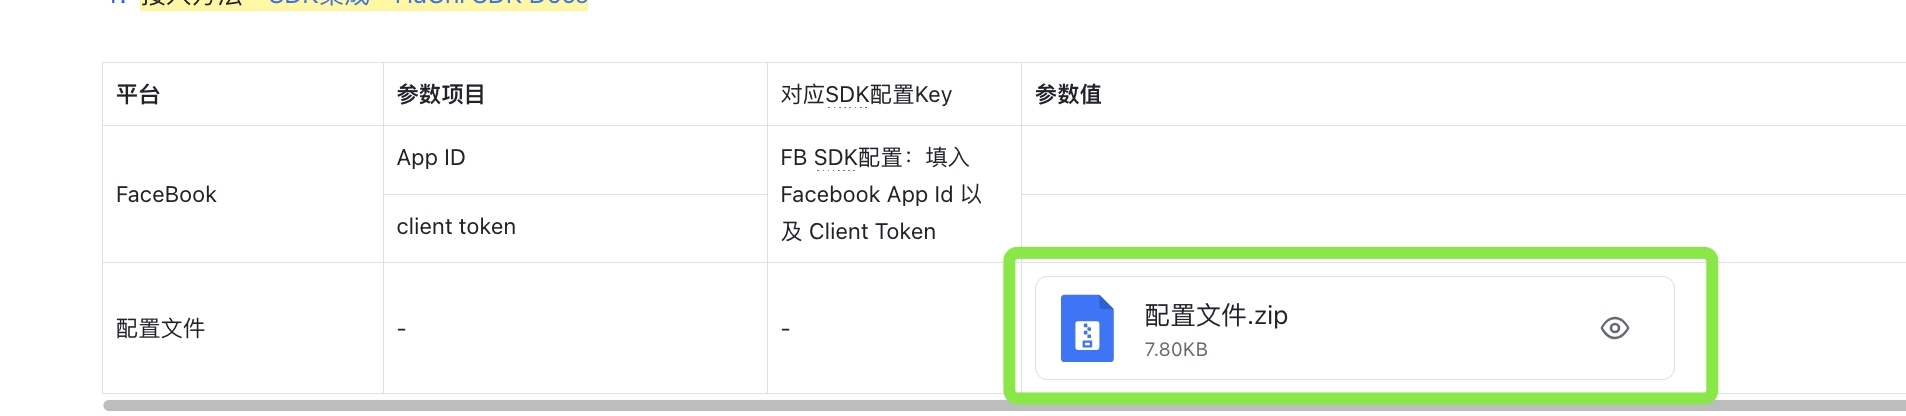 平台
参数项目
对应SDK配置Key
参数值
FaceBook
App ID
client token
FB SDK配置：填入
Facebook App Id 以
及 Client Token
配置文件
-
-
配置文件.zip
7.80KB